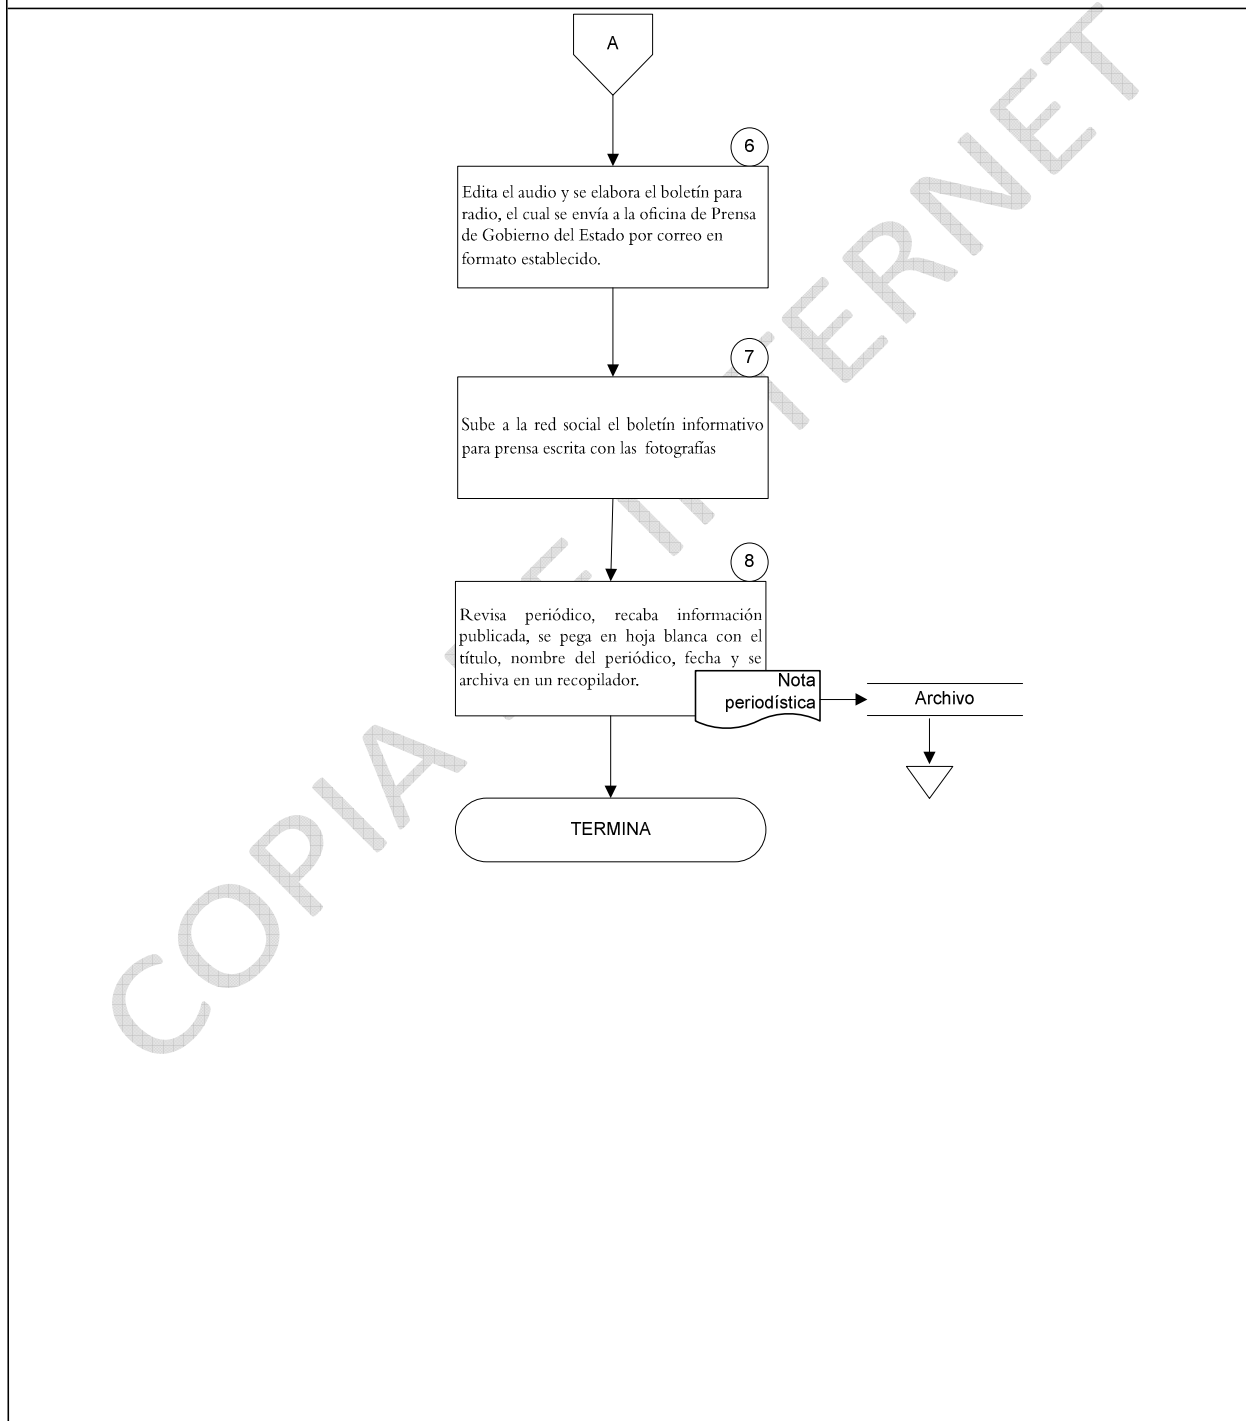 A
6
Edita el audio y se elabora el boletín para
radio, el cual se envía a la oficina de Prensa
de Gobierno del Estado por correo en
formato establecido.
7
Sube a la red social el boletín informativo
para prensa escrita con las fotografías
8
Revisa periódico, recaba información
publicada, se pega en hoja blanca con el
título, nombre del periódico, fecha y se
archiva en un recopilador.
Nota
periodística
Archivo
TERMINA
COPIA DE INTERNET